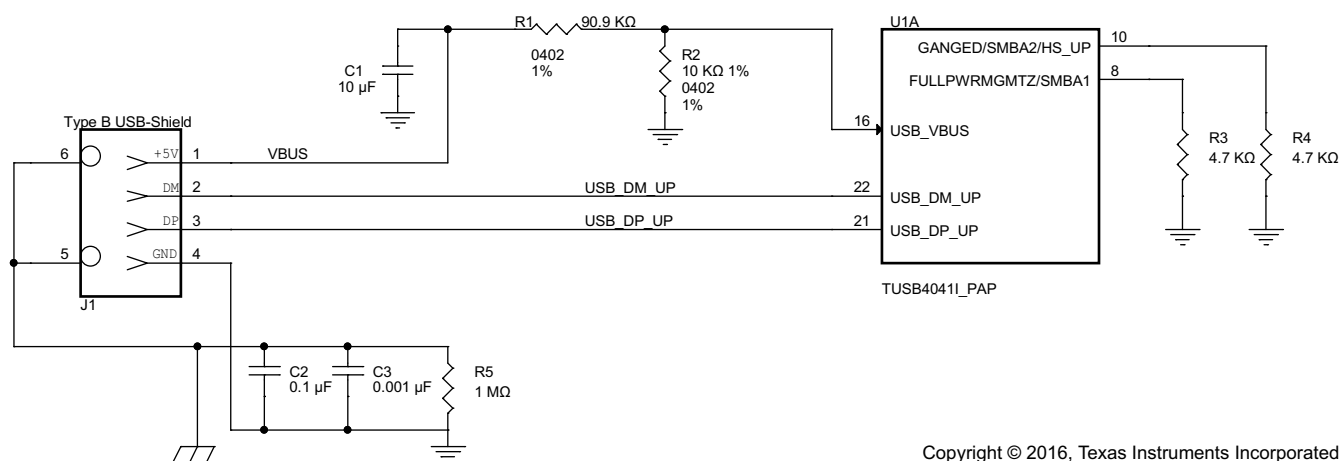 R1 90.9 KΩ
0402
1%
R2
10 KΩ 1%
0402
1%
C1
10 µF
U1A
GANGED/SMBA2/HS_UP 10
FULLPWRMGMTZ/SMBA1 8
16 USB_VBUS
R3
4.7 KΩ
R4
4.7 KΩ
Type B USB-Shield
6 +5V 1 VBUS
DM 2 USB_DM_UP 22 USB_DM_UP
DP 3 USB_DP_UP 21 USB_DP_UP
5 GND 4
J1
TUSB4041I_PAP
C2
0.1 µF
C3
0.001 µF
R5
1 MΩ
Copyright © 2016, Texas Instruments Incorporated